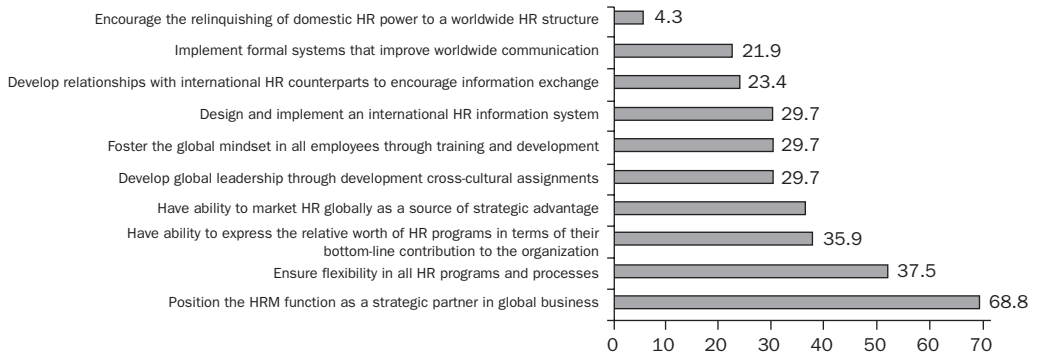 Encourage the relinquishing of domestic HR power to a worldwide HR structure 4.3
Implement formal systems that improve worldwide communication 21.9
Develop relationships with international HR counterparts to encourage information exchange 23.4
Design and implement an international HR information system 29.7
Foster the global mindset in all employees through training and development 29.7
Develop global leadership through development cross-cultural assignments 29.7
Have ability to market HR globally as a source of strategic advantage
Have ability to express the relative worth of HR programs in terms of their
bottom-line contribution to the organization 35.9
Ensure flexibility in all HR programs and processes 37.5
Position the HRM function as a strategic partner in global business 68.8
0 10 20 30 40 50 60 70